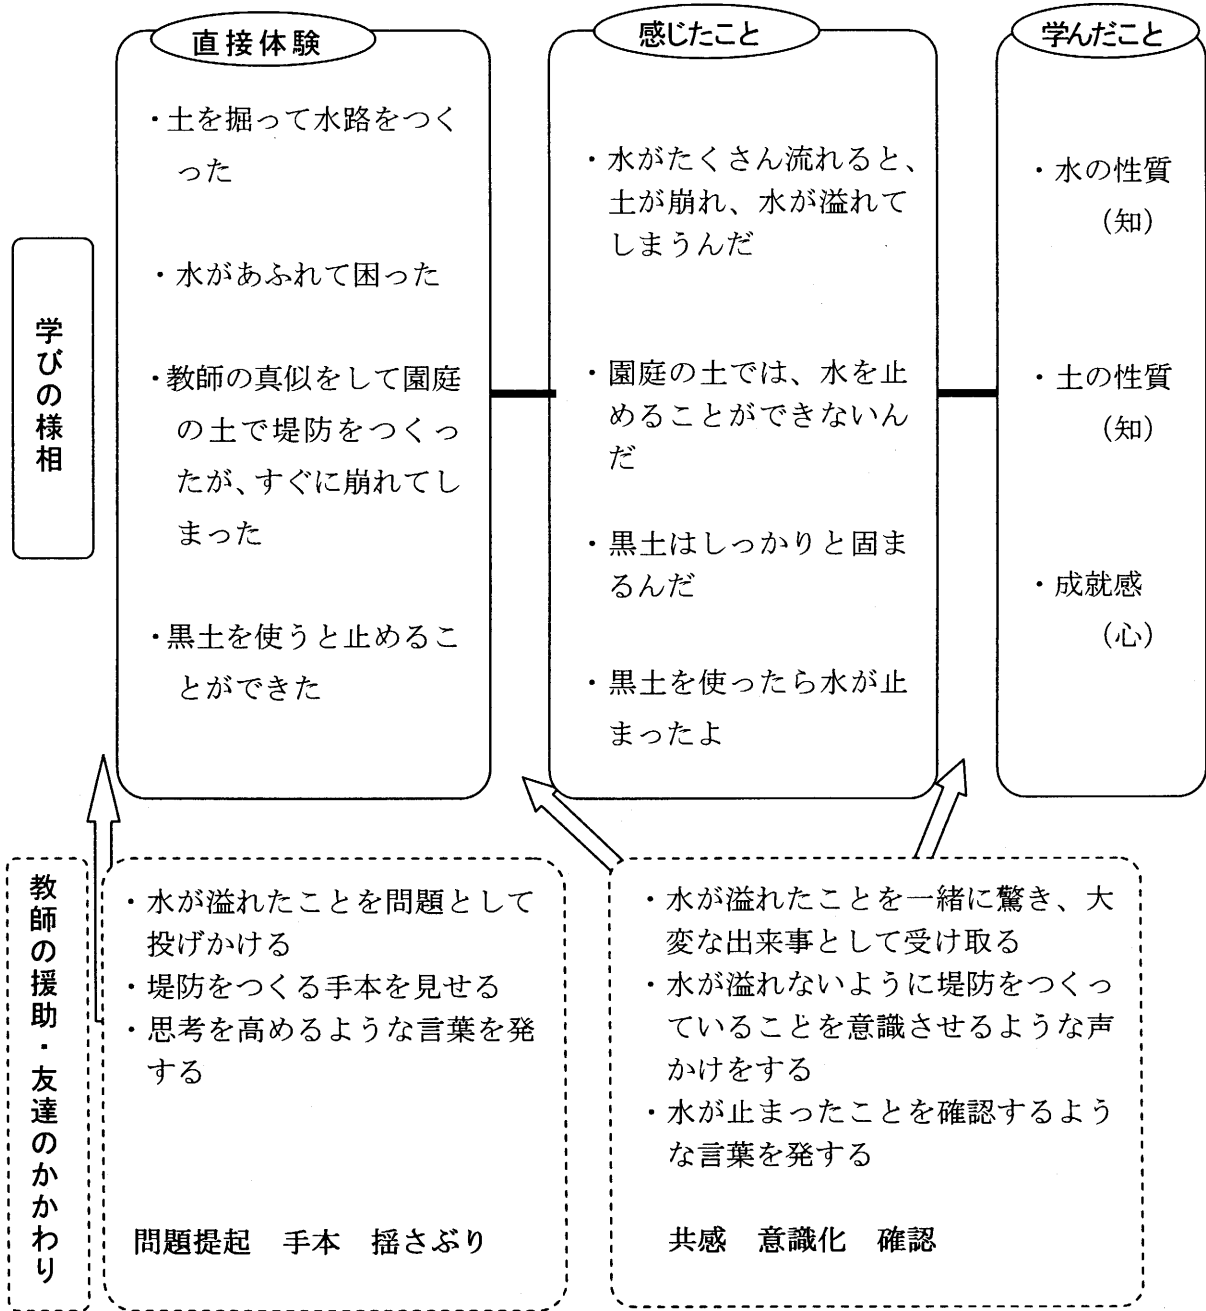 直接体験
・土を掘って水路をつく
った
・水があふれて困った
・教師の真似をして園庭
の土で堤防をつくっ
たが、すぐに崩れてし
まった
・黒土を使うと止めるこ
とができた
感じたこと
・水がたくさん流れると、
土が崩れ、水が溢れて
しまうんだ
・園庭の土では、水を止
めることができないん
だ
・黒土はしっかりと固ま
るんだ
・黒土を使ったら水が止
まったよ
学んだこと
・水の性質
（知）
・土の性質
（知）
・成就感
（心）
学びの様相
教師の援助・友達のかかわり
・水が溢れたことを問題として
投げかける
・堤防をつくる手本を見せる
・思考を高めるような言葉を発
する
問題提起　手本　揺さぶり
・水が溢れたことを一緒に驚き、大
変な出来事として受け取る
・水が溢れないように堤防をつくっ
ていることを意識させるような声
かけをする
・水が止まったことを確認するよう
な言葉を発する
共感　意識化　確認